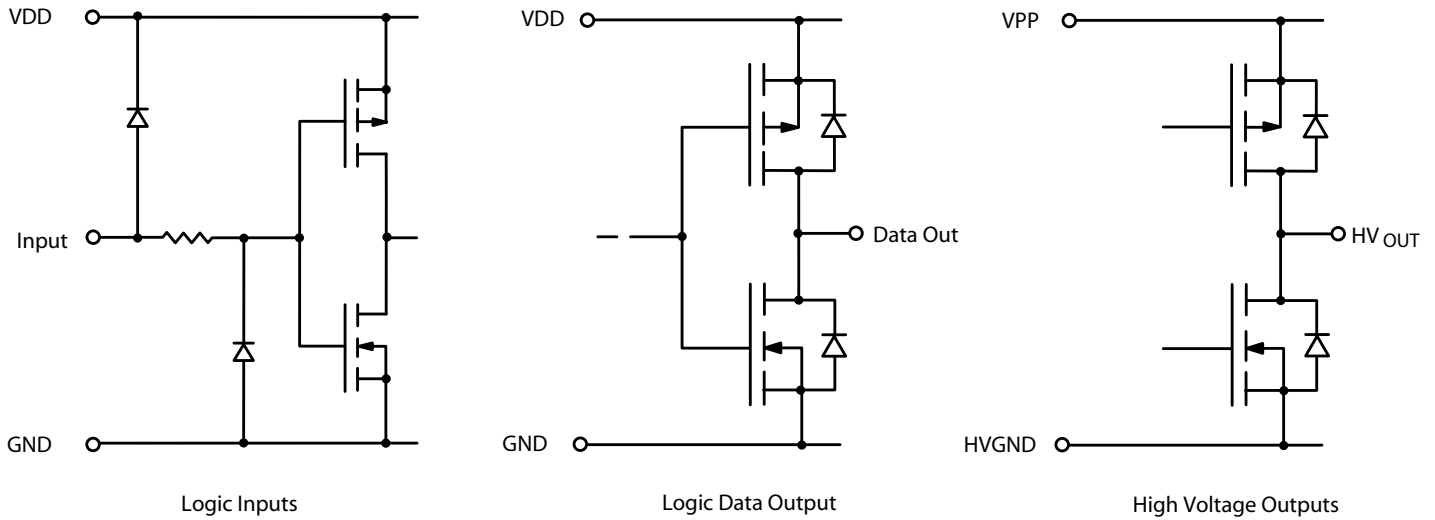 VDD
Input
GND
Logic Inputs
VDD
Data Out
GND
Logic Data Output
VPP
HV OUT
HVGND
High Voltage Outputs